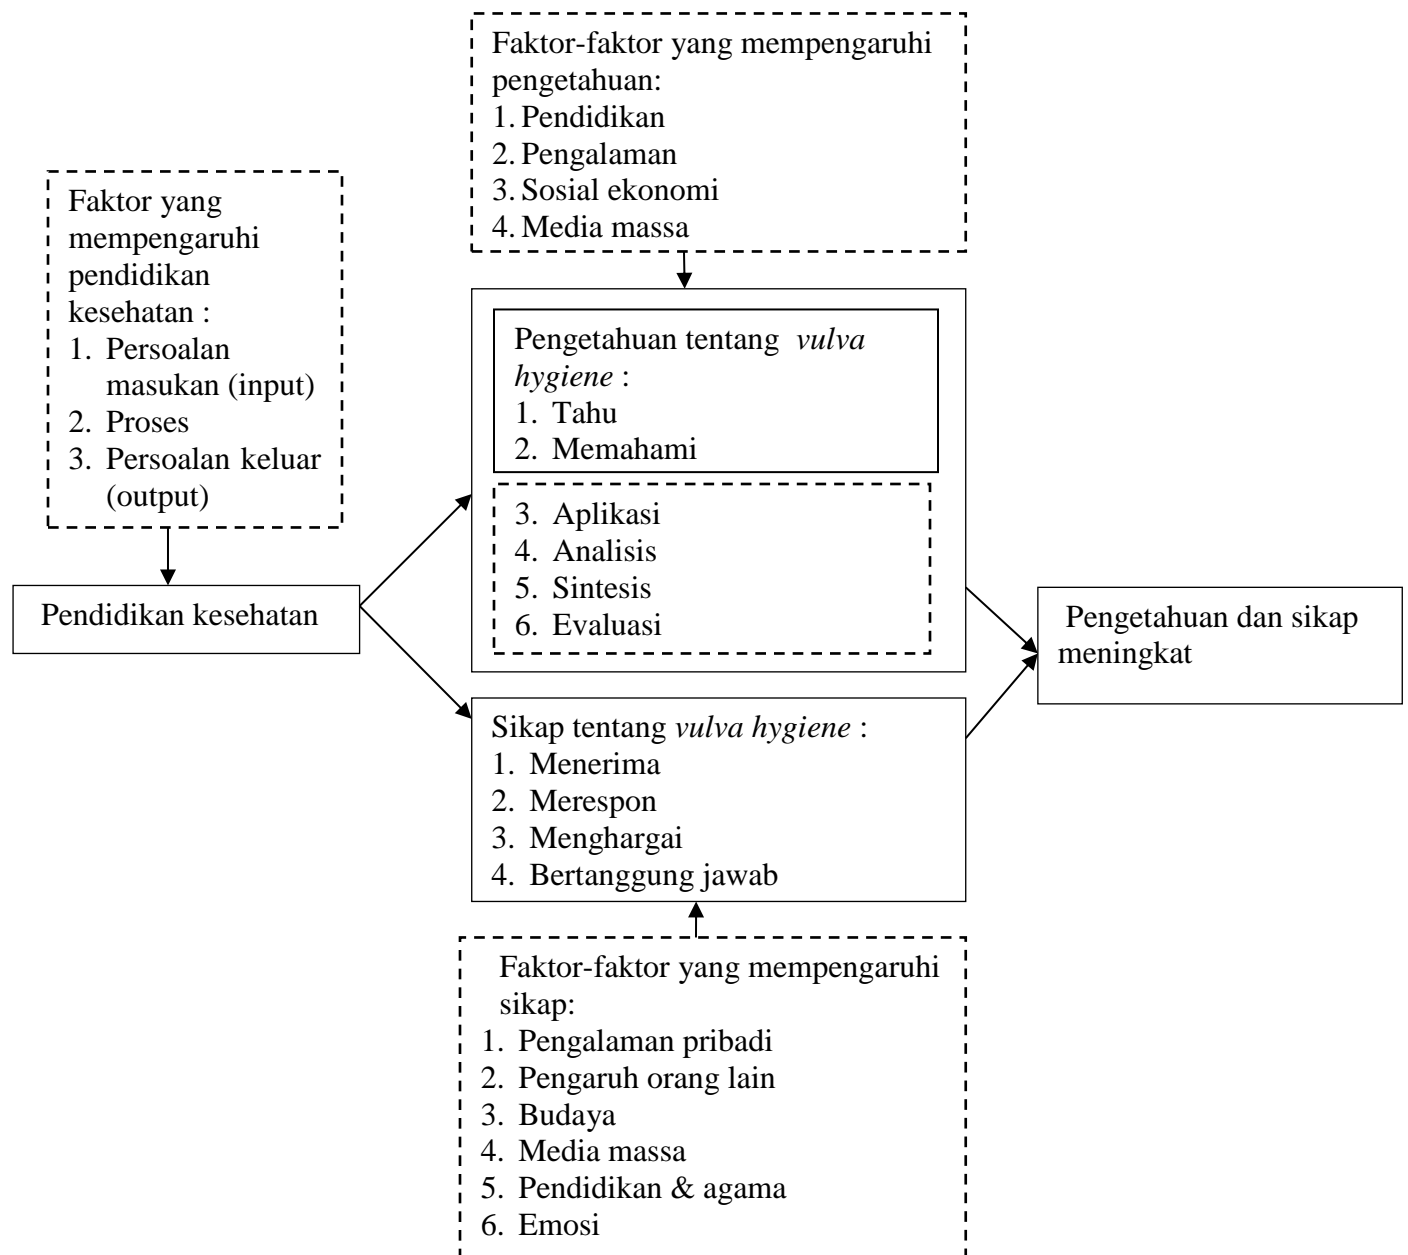 Faktor-faktor yang mempengaruhi
pengetahuan:
1. Pendidikan
2. Pengalaman
3. Sosial ekonomi
4. Media massa
Faktor yang
mempengaruhi
pendidikan
kesehatan :
1. Persoalan
masukan (input)
2. Proses
3. Persoalan keluar
(output)
Pendidikan kesehatan
Pengetahuan tentang vulva
hygiene :
1. Tahu
2. Memahami
3. Aplikasi
4. Analisis
5. Sintesis
6. Evaluasi
Sikap tentang vulva hygiene :
1. Menerima
2. Merespon
3. Menghargai
4. Bertanggung jawab
Pengetahuan dan sikap
meningkat
Faktor-faktor yang mempengaruhi
sikap:
1. Pengalaman pribadi
2. Pengaruh orang lain
3. Budaya
4. Media massa
5. Pendidikan & agama
6. Emosi